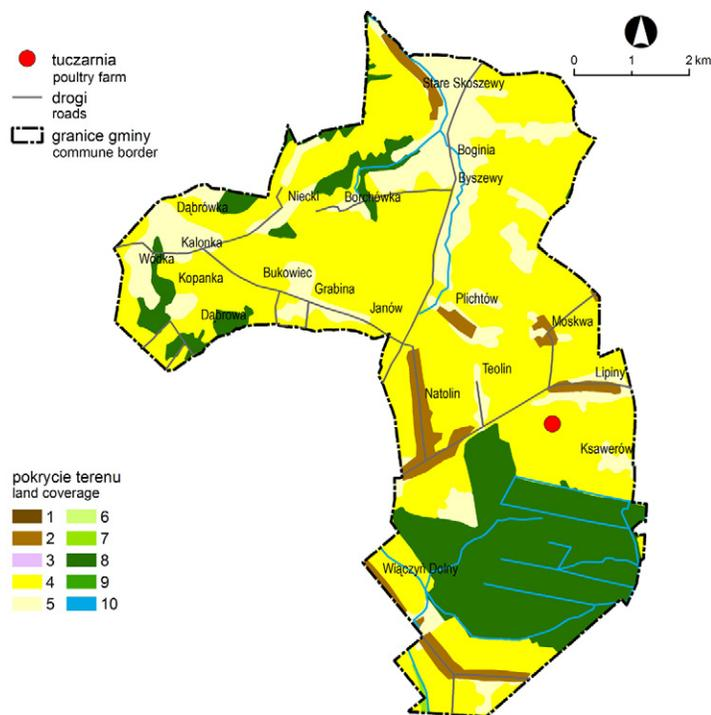 tuczarnia
poultry farm
drogi
roads
granice gminy
commune border
0 1 2 km
Stare Skoszewy
Boginia
Byszewy
Niecki
Borchówka
Dąbrówka
Kalonka
Wódka
Kopanka
Bukowiec
Grabina
Dąbrowa
Janów
Plichtów
Moskwa
Teolin
Lipiny
Natolin
Ksawerów
Wiączyn Dolny
pokrycie terenu
land coverage
1 6
2 7
3 8
4 9
5 10